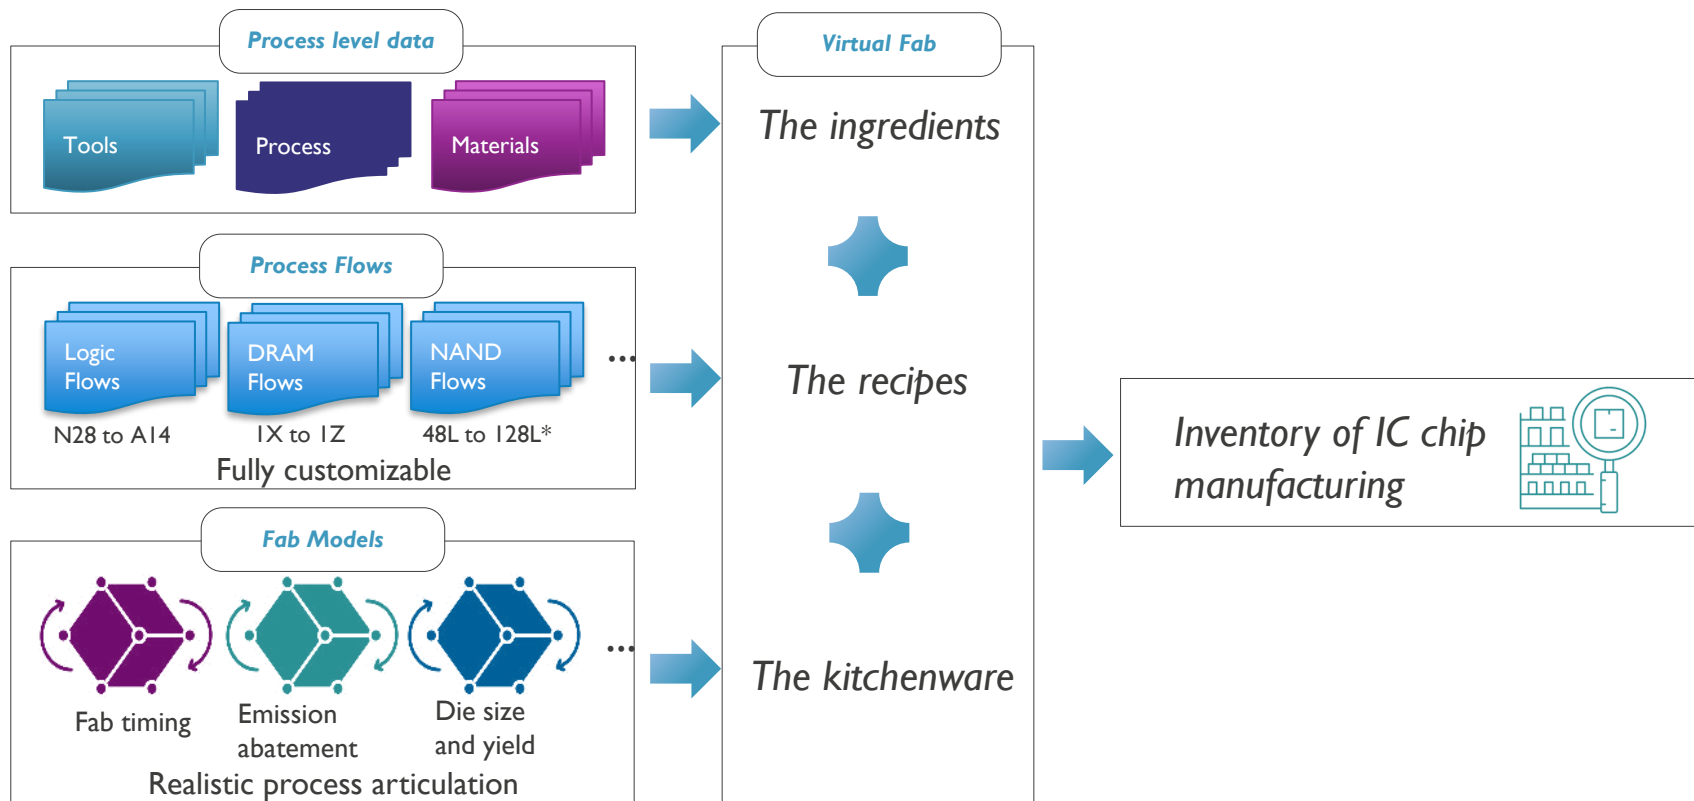 Process level data
Tools
Process
Materials
Process Flows
Logic
Flows
DRAM
Flows
NAND
Flows
...
N28 to A14
1X to 1Z
48L to 128L*
Fully customizable
Fab Models
...
Fab timing
Emission
abatement
Die size
and yield
Realistic process articulation
Virtual Fab
The ingredients
The recipes
The kitchenware
Inventory of IC chip
manufacturing